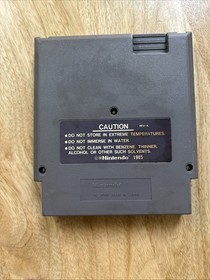 CAUTION
●DO NOT STORE IN EXTREME TEMPERATURES.
●DO NOT IMMERSE IN WATER.
●DO NOT CLEAN WITH BENZENE, THINNER,
ALCOHOL OR OTHER SUCH SOLVENTS.
©®Nintendo 1985